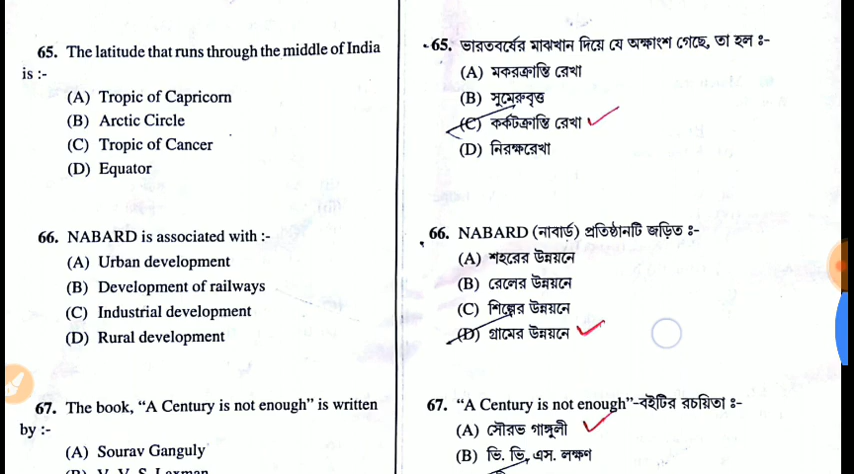 65. The latitude that runs through the middle of India
is :-
(A) Tropic of Capricorn
(B) Arctic Circle
(C) Tropic of Cancer
(D) Equator
66. NABARD is associated with :-
(A) Urban development
(B) Development of railways
(C) Industrial development
(D) Rural development
67. The book, “A Century is not enough” is written
by :-
(A) Sourav Ganguly
65. ভারতবর্ষের মাঝখান দিয়ে যে অক্ষাংশ গেছে, তা হল ঃ-
(A) মকরক্রান্তি রেখা
(B) সুমেরুবৃত্ত
(C) কর্কটক্রান্তি রেখা
(D) নিরক্ষরেখা
66. NABARD (নাবার্ড) প্রতিষ্ঠানটি জড়িত ঃ-
(A) শহরের উন্নয়নে
(B) রেলের উন্নয়নে
(C) শিল্পের উন্নয়নে
(D) গ্রামের উন্নয়নে
67. “A Century is not enough”-বইটির রচয়িতা ঃ-
(A) সৌরভ গাঙ্গুলী
(B) ভি. ভি. এস. লক্ষণ